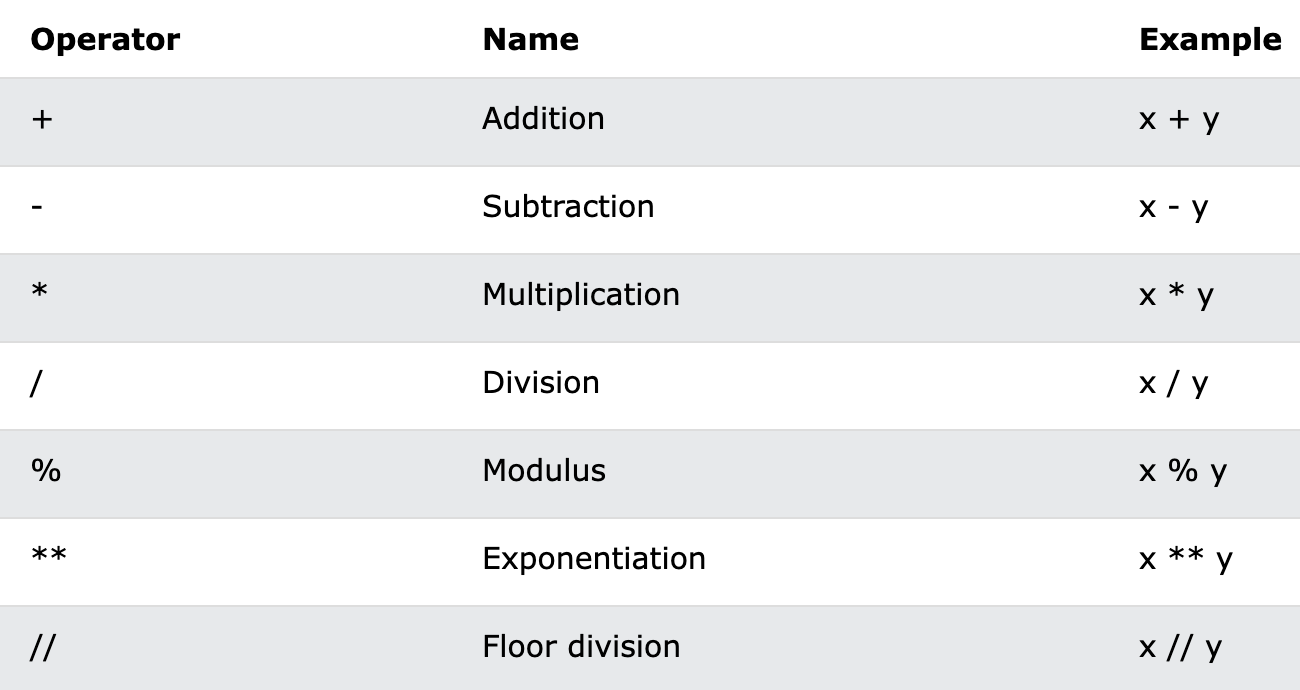 Operator Name Example
+ Addition x + y
- Subtraction x - y
* Multiplication x * y
/ Division x / y
% Modulus x % y
** Exponentiation x ** y
// Floor division x // y